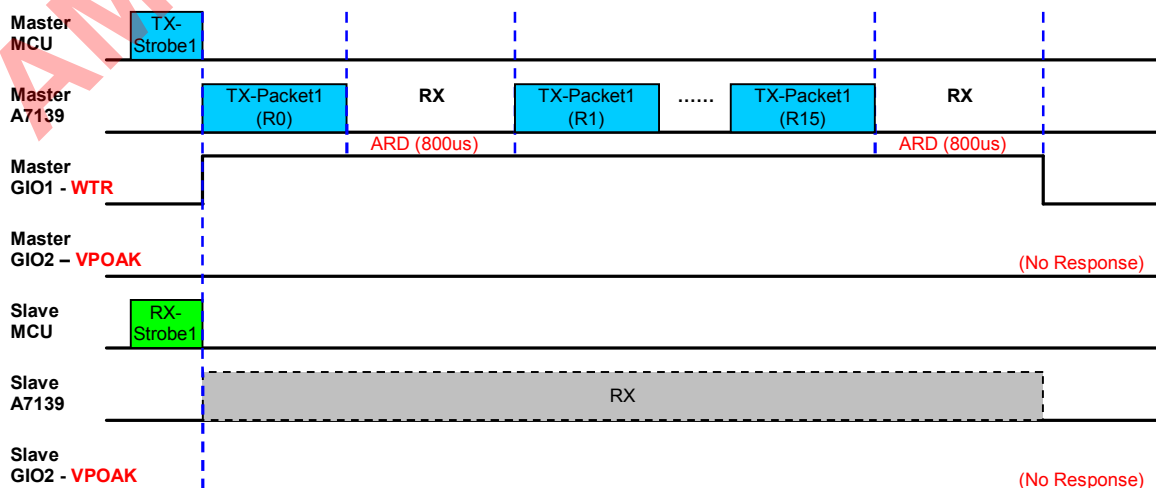 Master MCU
TX-Strobe1
Master A7139
TX-Packet1 (R0)
RX
TX-Packet1 (R1)
......
TX-Packet1 (R15)
RX
ARD (800us)
ARD (800us)
Master GIO1 - WTR
Master GIO2 – VPOAK
(No Response)
Slave MCU
RX-Strobe1
Slave A7139
RX
Slave GIO2 - VPOAK
(No Response)
AM